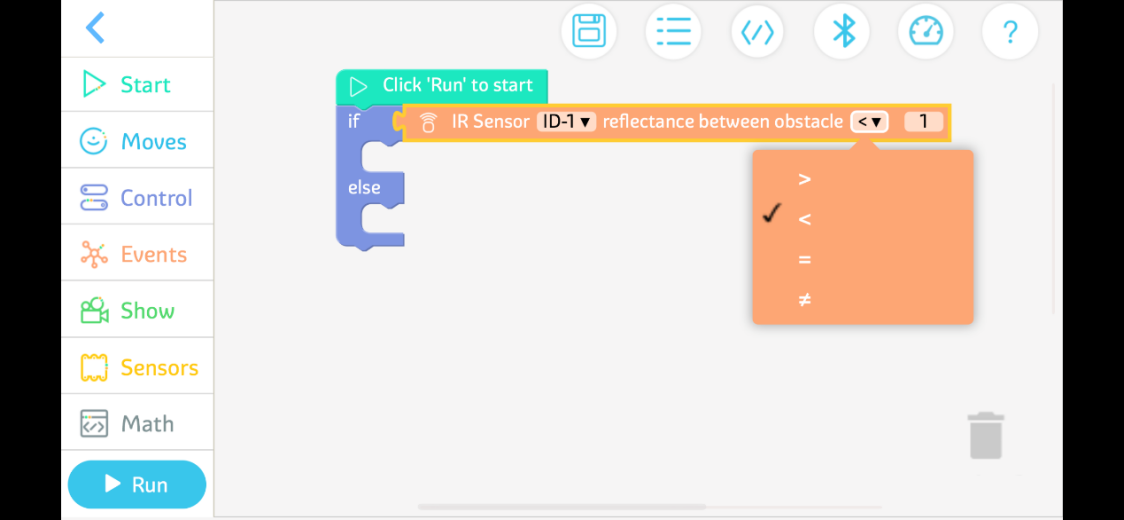 Start
Moves
Control
Events
Show
Sensors
Math
Run
?
Click 'Run' to start
if IR Sensor ID-1 ▾ reflectance between obstacle < ▾ 1
else
>
✓ <
=
≠